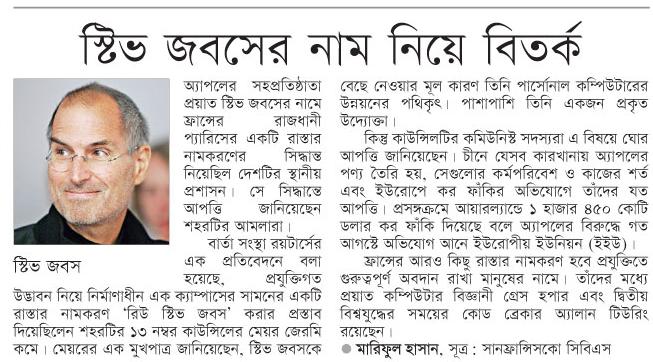 স্টিভ জবসের নাম নিয়ে বিতর্ক
অ্যাপলের সহপ্রতিষ্ঠাতা
প্রয়াত স্টিভ জবসের নামে
ফ্রান্সের রাজধানী
প্যারিসের একটি রাস্তার
নামকরণের সিদ্ধান্ত
নিয়েছিল দেশটির স্থানীয়
প্রশাসন। সে সিদ্ধান্তে
আপত্তি জানিয়েছেন
শহরটির আমলারা।
বার্তা সংস্থা রয়টার্সের
এক প্রতিবেদনে বলা
হয়েছে, প্রযুক্তিগত
স্টিভ জবস
উদ্ভাবন নিয়ে নির্মাণাধীন এক ক্যাম্পাসের সামনের একটি
রাস্তার নামকরণ ‘রিউ স্টিভ জবস’ করার প্রস্তাব
দিয়েছিলেন শহরটির ১৩ নম্বর কাউন্সিলের মেয়র জেরমি
কমে। মেয়রের এক মুখপাত্র জানিয়েছেন, স্টিভ জবসকে
বেছে নেওয়ার মূল কারণ তিনি পার্সোনাল কম্পিউটারের
উন্নয়নের পথিকৃৎ। পাশাপাশি তিনি একজন প্রকৃত
উদ্যোক্তা।
কিন্তু কাউন্সিলটির কমিউনিস্ট সদস্যরা এ বিষয়ে ঘোর
আপত্তি জানিয়েছেন। চীনে যেসব কারখানায় অ্যাপলের
পণ্য তৈরি হয়, সেগুলোর কর্মপরিবেশ ও কাজের শর্ত
এবং ইউরোপে কর ফাঁকির অভিযোগে তাঁদের যত
আপত্তি। প্রসঙ্গক্রমে আয়ারল্যান্ডে ১ হাজার ৪৫০ কোটি
ডলার কর ফাঁকি দিয়েছে বলে অ্যাপলের বিরুদ্ধে গত
আগস্টে অভিযোগ আনে ইউরোপীয় ইউনিয়ন (ইইউ)।
ফ্রান্সের আরও কিছু রাস্তার নামকরণ হবে প্রযুক্তিতে
গুরুত্বপূর্ণ অবদান রাখা মানুষের নামে। তাঁদের মধ্যে
প্রয়াত কম্পিউটার বিজ্ঞানী গ্রেস হপার এবং দ্বিতীয়
বিশ্বযুদ্ধের সময়ের কোড ব্রেকার অ্যালান টিউরিং
রয়েছেন।
● মারিফুল হাসান, সূত্র : সানফ্রান্সিসকো সিবিএস